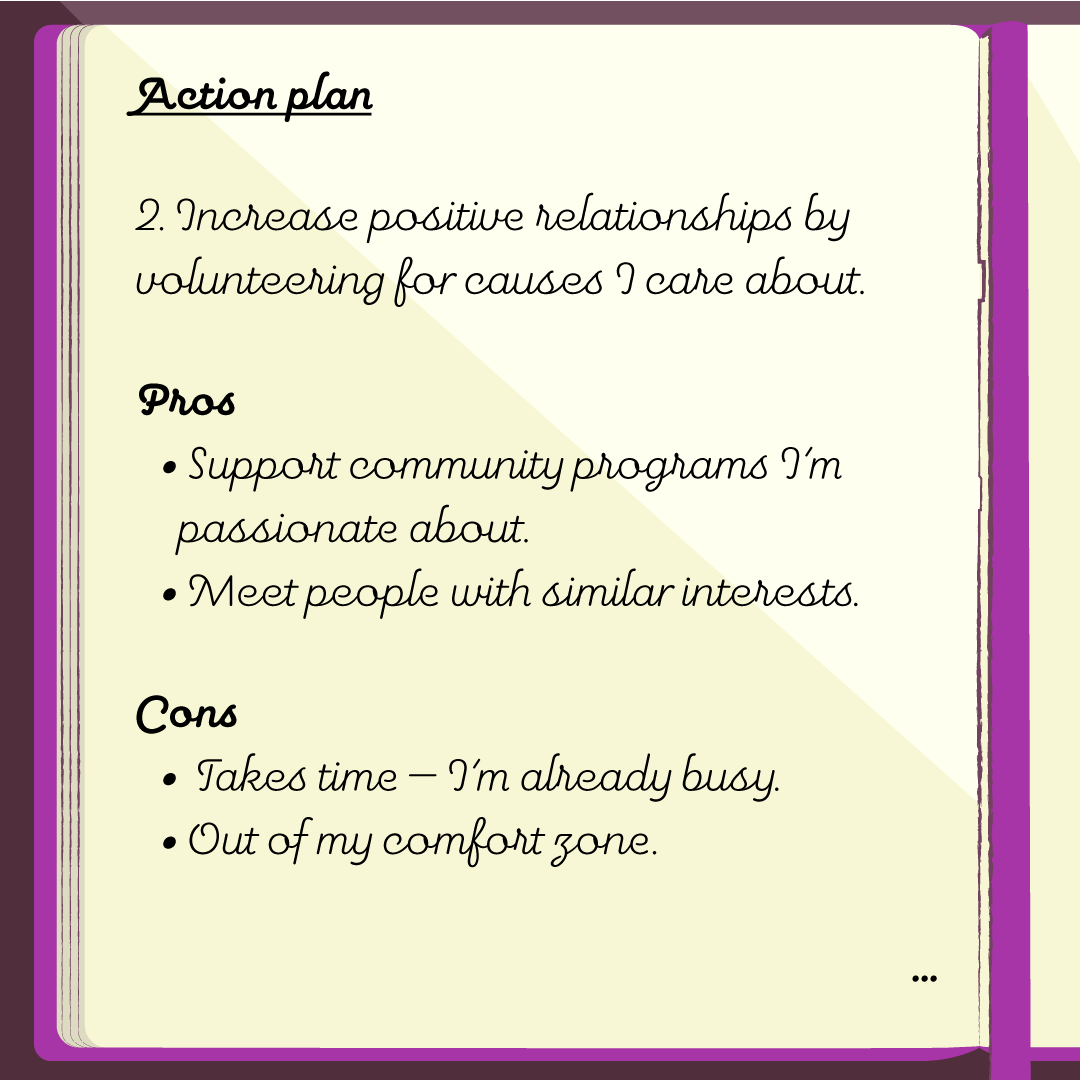 Action plan
2. Increase positive relationships by
volunteering for causes I care about.
Pros
• Support community programs I'm
passionate about.
• Meet people with similar interests.
Cons
• Takes time – I'm already busy.
• Out of my comfort zone.
...